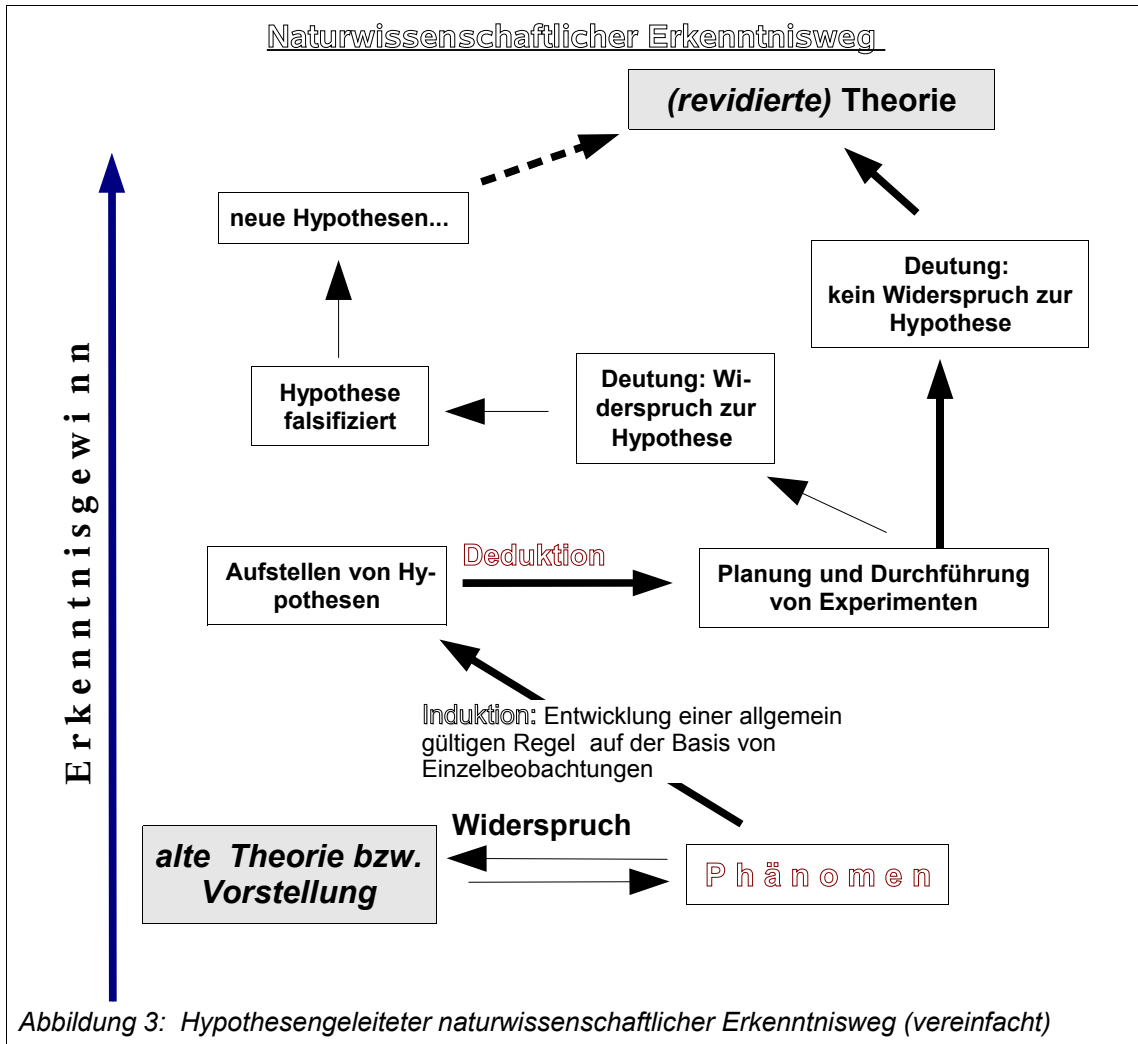 Naturwissenschaftlicher Erkenntnisweg
(revidierte) Theorie
neue Hypothesen...
Deutung:
kein Widerspruch zur
Hypothese
Hypothese
falsifiziert
Deutung: Wi-
derspruch zur
Hypothese
Erkenntnisgewinn
Aufstellen von Hy-
pothesen
Deduktion
Planung und Durchführung
von Experimenten
Induktion: Entwicklung einer allgemein
gültigen Regel auf der Basis von
Einzelbeobachtungen
alte Theorie bzw.
Vorstellung
Widerspruch
Phänomen
Abbildung 3: Hypothesengeleiteter naturwissenschaftlicher Erkenntnisweg (vereinfacht)